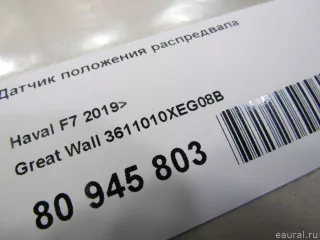 Датчик положения распредвала
Haval F7 2019>
Great Wall 3611010XEG08B
80 945 803
eaural.ru